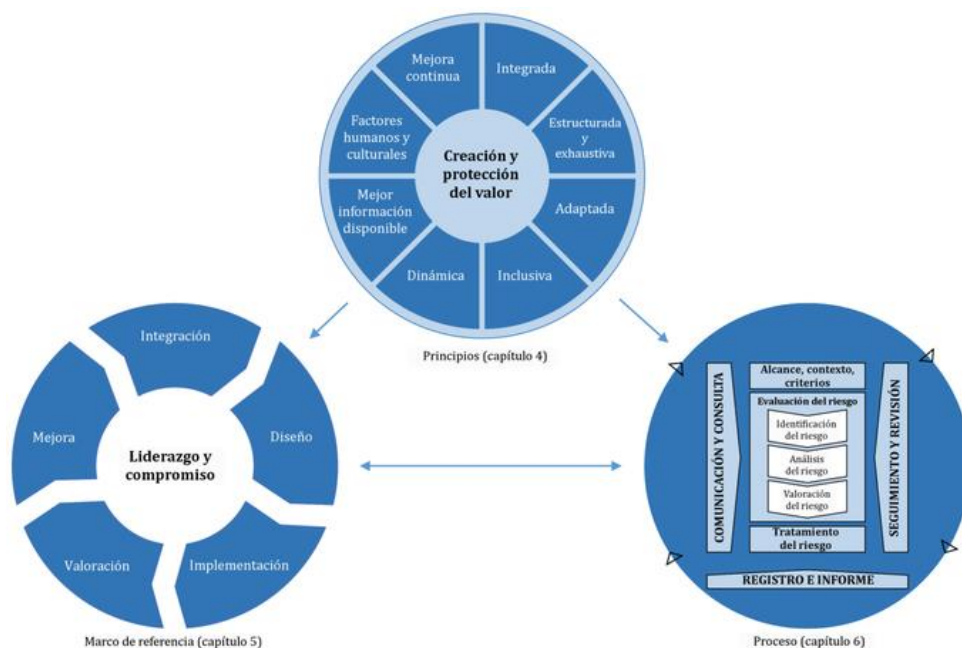 Mejora
continua
Integrada
Factores
humanos y
culturales
Estructurada
y
exhaustiva
Creación y
protección
del valor
Mejor
información
disponible
Adaptada
Dinámica
Inclusiva
Principios (capítulo 4)
Integración
Mejora
Diseño
Liderazgo y
compromiso
Valoración
Implementación
Marco de referencia (capítulo 5)
COMUNICACIÓN Y CONSULTA
Alcance, contexto,
criterios
Evaluación del riesgo
Identificación
del riesgo
Análisis
del riesgo
Valoración
del riesgo
Tratamiento
del riesgo
SEGUIMIENTO Y REVISIÓN
REGISTRO E INFORME
Proceso (capítulo 6)